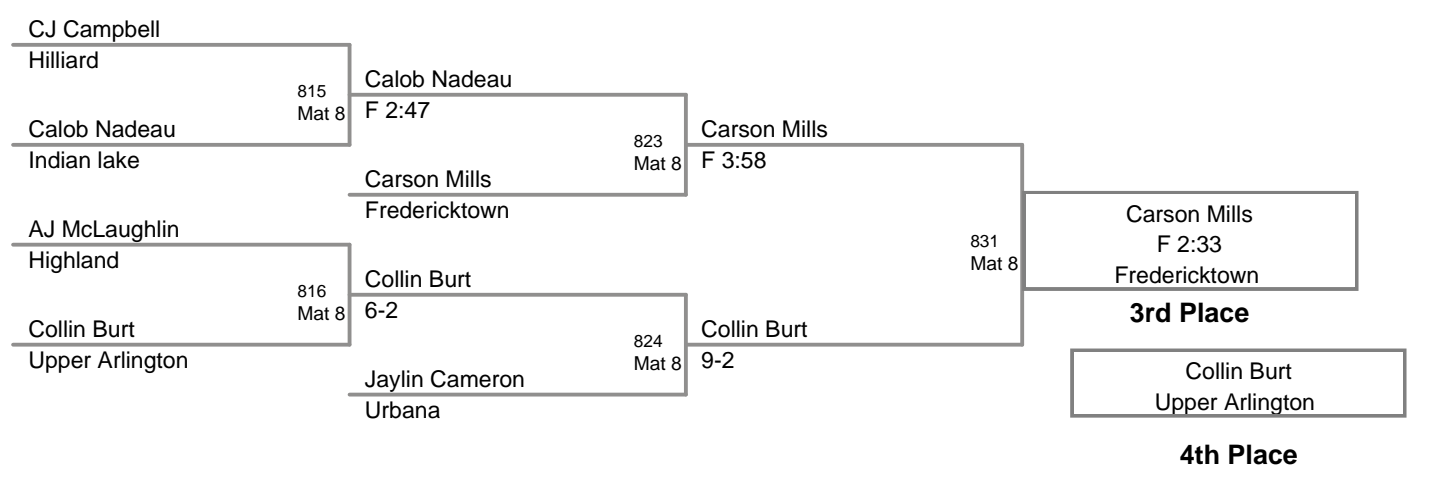 CJ Campbell
Hilliard
815
Mat 8
Calob Nadeau
F 2:47
Calob Nadeau
Indian lake
823
Mat 8
Carson Mills
F 3:58
Carson Mills
Fredericktown
AJ McLaughlin
Highland
831
Mat 8
Carson Mills
F 2:33
Fredericktown
3rd Place
816
Mat 8
Collin Burt
6-2
Collin Burt
Upper Arlington
824
Mat 8
Collin Burt
9-2
Jaylin Cameron
Urbana
Collin Burt
Upper Arlington
4th Place